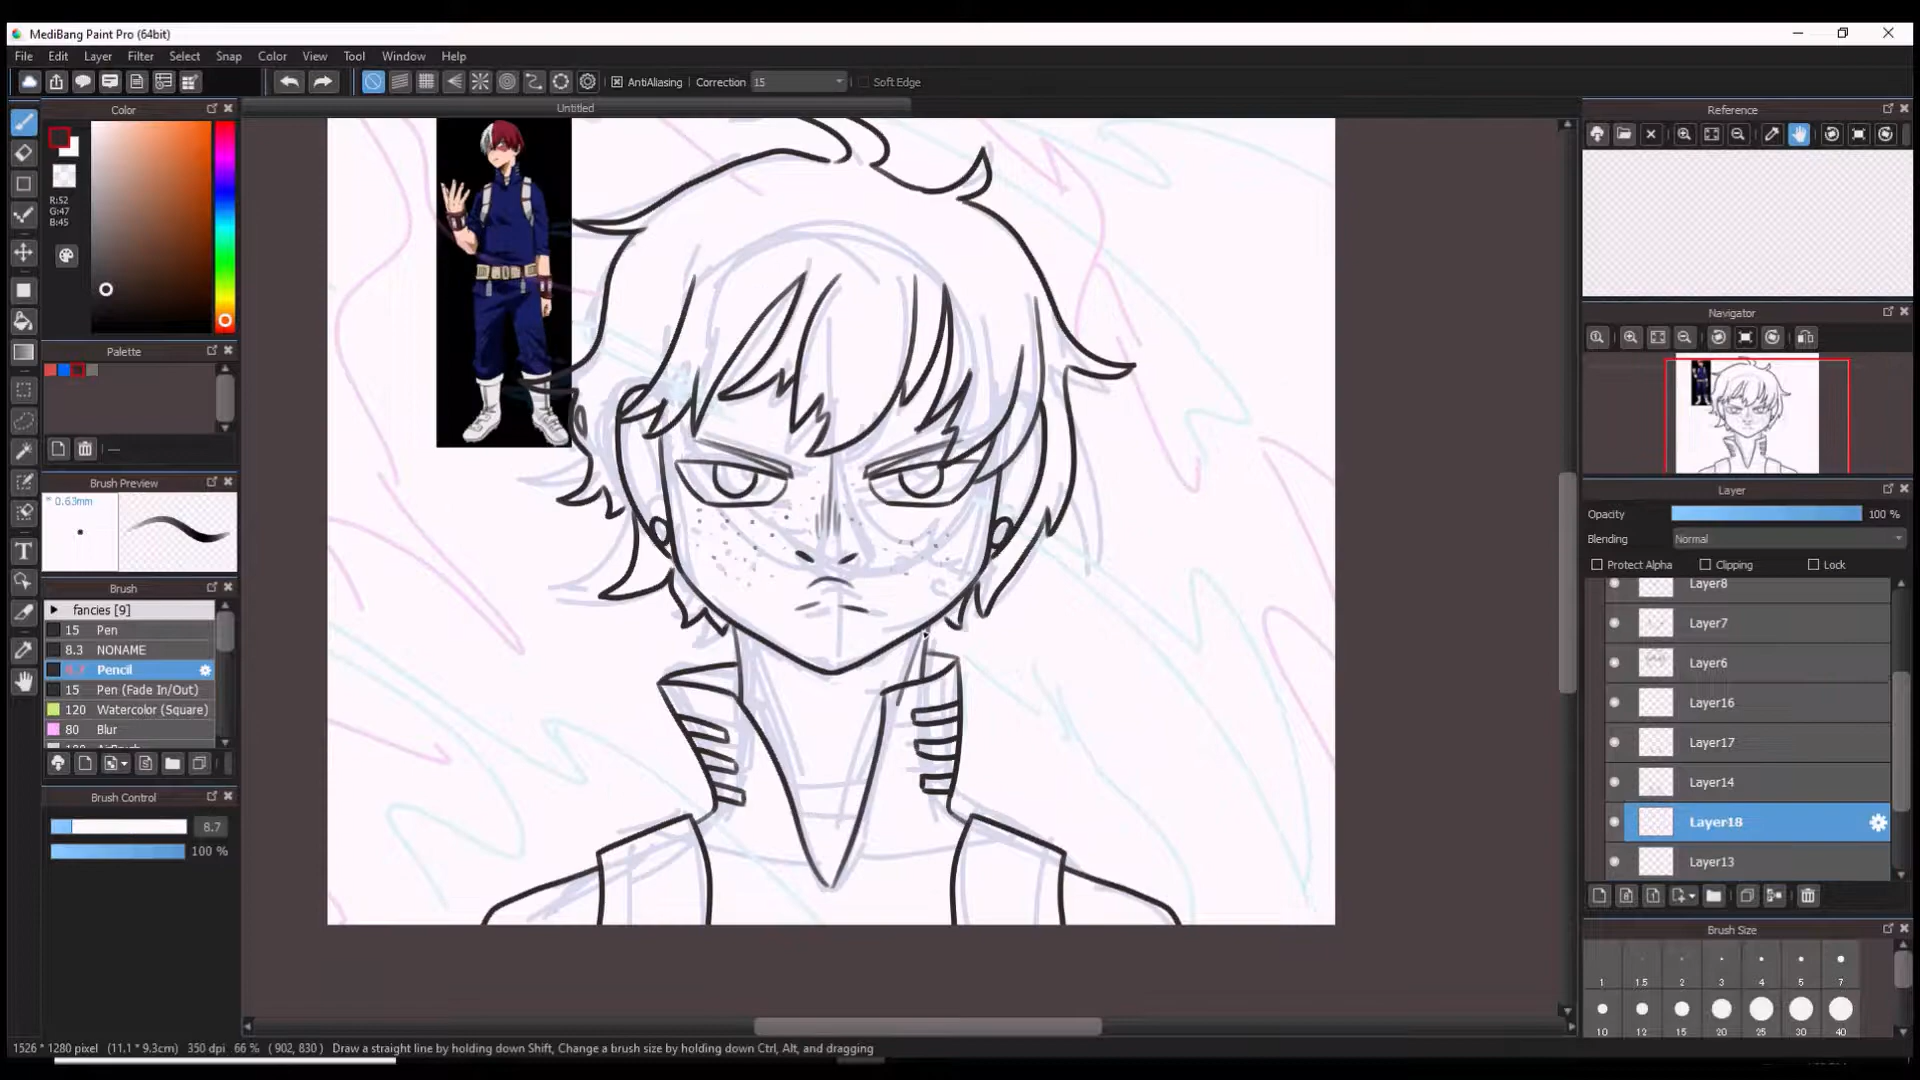 MediBang Paint Pro (64bit)
File Edit Layer Filter Select Snap Color View Tool Window Help
AntiAliasing Correction 15 Soft Edge
Color
Untitled
Reference
R:52
G:47
B:45
Palette
Navigator
Brush Preview
* 0.63mm
Layer
Opacity 100 %
Blending Normal
Protect Alpha Clipping Lock
Brush
fancies [9]
15 Pen
8.3 NONAME
Pencil
15 Pen (Fade In/Out)
120 Watercolor (Square)
80 Blur
Layer8
Layer7
Layer6
Layer16
Layer17
Layer14
Layer18
Layer13
Brush Control
8.7
100 %
Brush Size
1 1.5 2 3 4 5 7
10 12 15 20 25 30 40
1526 * 1280 pixel (11.1 * 9.3cm) 350 dpi 66 % ( 902, 830 ) Draw a straight line by holding down Shift, Change a brush size by holding down Ctrl, Alt, and dragging